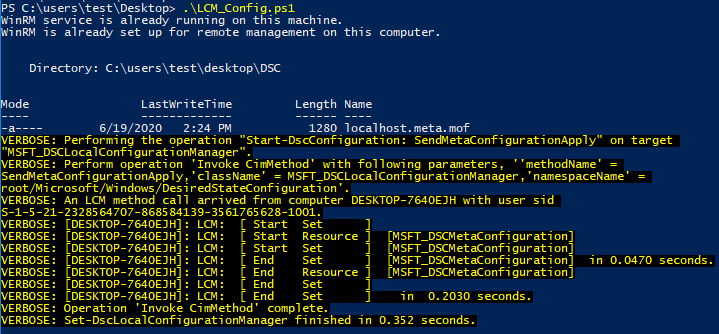 PS C:\users\test\Desktop> .\LCM_Config.ps1
WinRM service is already running on this machine.
WinRM is already set up for remote management on this computer.
Directory: C:\users\test\desktop\DSC
Mode LastWriteTime Length Name
---- ------------- ------ ----
-a---- 6/19/2020 2:24 PM 1280 localhost.meta.mof
VERBOSE: Performing the operation "Start-DscConfiguration: SendMetaConfigurationApply" on target
"MSFT_DSCLocalConfigurationManager".
VERBOSE: Perform operation 'Invoke CimMethod' with following parameters, ''methodName' =
SendMetaConfigurationApply,'className' = MSFT_DSCLocalConfigurationManager,'namespaceName' =
root/Microsoft/Windows/DesiredStateConfiguration'.
VERBOSE: An LCM method call arrived from computer DESKTOP-7640EJH with user sid
S-1-5-21-2328564707-868584139-3561765628-1001.
VERBOSE: [DESKTOP-7640EJH]: LCM: [ Start Set ]
VERBOSE: [DESKTOP-7640EJH]: LCM: [ Start Resource ] [MSFT_DSCMetaConfiguration]
VERBOSE: [DESKTOP-7640EJH]: LCM: [ Start Set ] [MSFT_DSCMetaConfiguration]
VERBOSE: [DESKTOP-7640EJH]: LCM: [ End Set ] [MSFT_DSCMetaConfiguration] in 0.0470 seconds.
VERBOSE: [DESKTOP-7640EJH]: LCM: [ End Resource ] [MSFT_DSCMetaConfiguration]
VERBOSE: [DESKTOP-7640EJH]: LCM: [ End Set ]
VERBOSE: [DESKTOP-7640EJH]: LCM: [ End Set ] in 0.2030 seconds.
VERBOSE: Operation 'Invoke CimMethod' complete.
VERBOSE: Set-DscLocalConfigurationManager finished in 0.352 seconds.